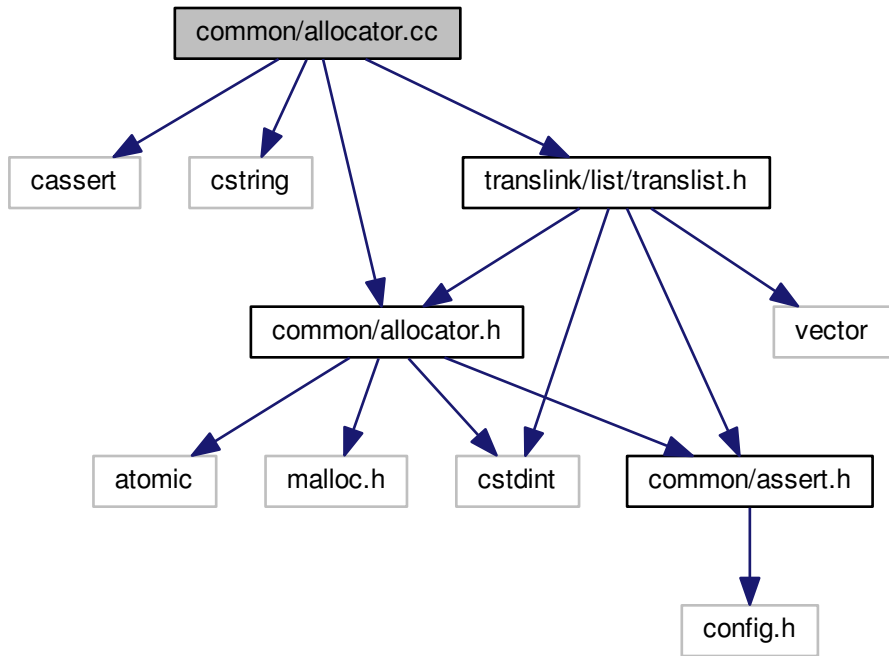 common/allocator.cc
cassert
cstring
translink/list/translist.h
common/allocator.h
vector
atomic
malloc.h
cstdint
common/assert.h
config.h